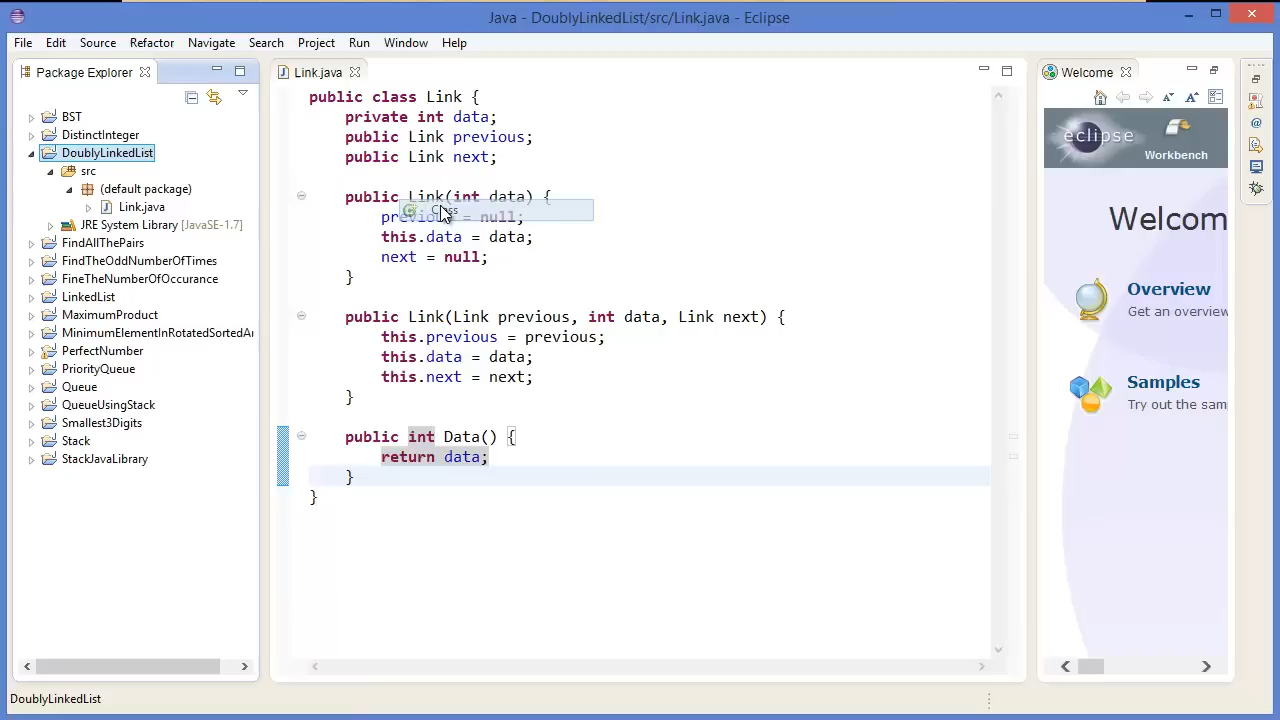 Java - DoublyLinkedList/src/Link.java - Eclipse
File Edit Source Refactor Navigate Search Project Run Window Help
Package Explorer
BST
DistinctInteger
DoublyLinkedList
src
(default package)
Link.java
JRE System Library [JavaSE-1.7]
FindAllThePairs
FindTheOddNumberOfTimes
FineTheNumberOfOccurance
LinkedList
MaximumProduct
MinimumElementInRotatedSortedAr
PerfectNumber
PriorityQueue
Queue
QueueUsingStack
Smallest3Digits
Stack
StackJavaLibrary
Link.java
public class Link {
private int data;
public Link previous;
public Link next;
public Link(int data) {
previous = null;
this.data = data;
next = null;
}
public Link(Link previous, int data, Link next) {
this.previous = previous;
this.data = data;
this.next = next;
}
public int Data() {
return data;
}
}
Class
Welcome
eclipse
Workbench
Welcom
Overview
Get an overview
Samples
Try out the sam
DoublyLinkedList